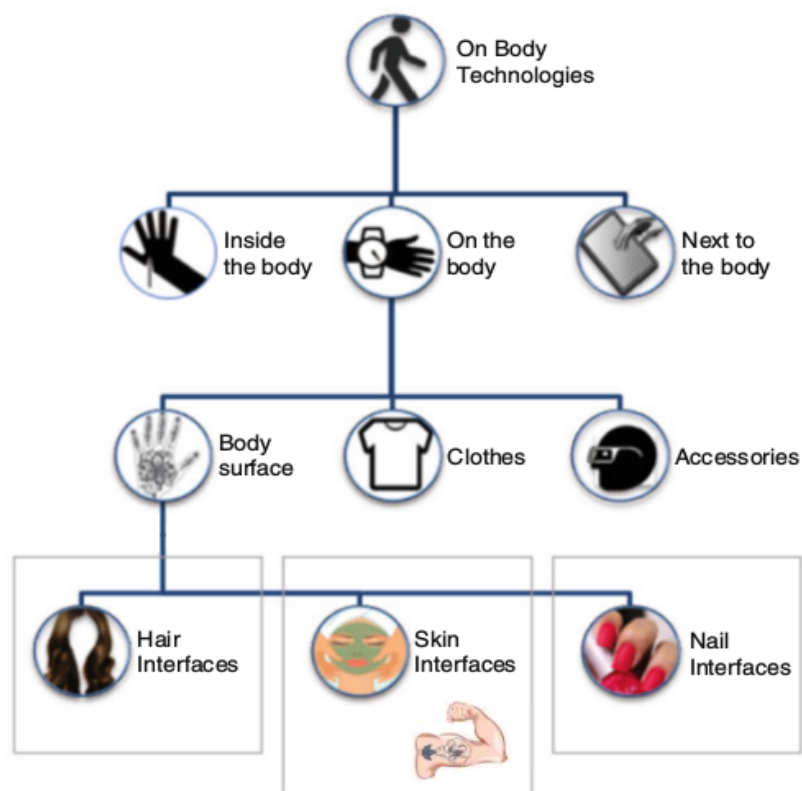 On Body
Technologies
Inside
the body
On the
body
Next to
the body
Body
surface
Clothes
Accessories
Hair
Interfaces
Skin
Interfaces
Nail
Interfaces